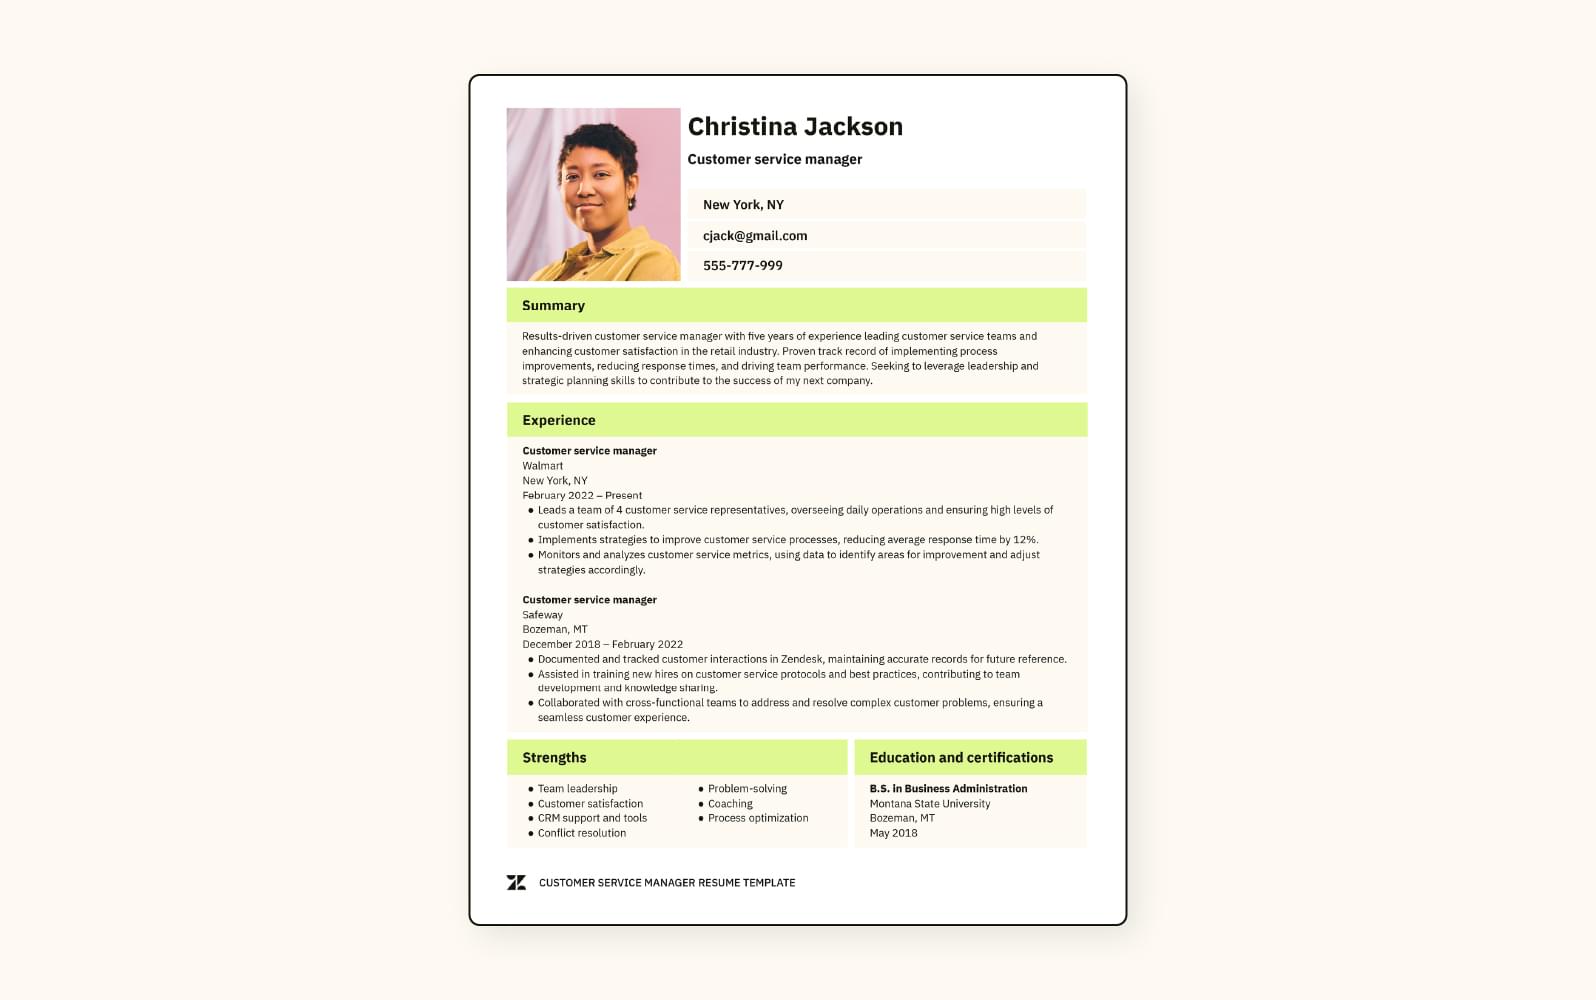 Christina Jackson
Customer service manager
New York, NY
cjack@gmail.com
555-777-999
Summary
Results-driven customer service manager with five years of experience leading customer service teams and
enhancing customer satisfaction in the retail industry. Proven track record of implementing process
improvements, reducing response times, and driving team performance. Seeking to leverage leadership and
strategic planning skills to contribute to the success of my next company.
Experience
Customer service manager
Walmart
New York, NY
February 2022 – Present
● Leads a team of 4 customer service representatives, overseeing daily operations and ensuring high levels of
customer satisfaction.
● Implements strategies to improve customer service processes, reducing average response time by 12%.
● Monitors and analyzes customer service metrics, using data to identify areas for improvement and adjust
strategies accordingly.
Customer service manager
Safeway
Bozeman, MT
December 2018 – February 2022
● Documented and tracked customer interactions in Zendesk, maintaining accurate records for future reference.
● Assisted in training new hires on customer service protocols and best practices, contributing to team
development and knowledge sharing.
● Collaborated with cross-functional teams to address and resolve complex customer problems, ensuring a
seamless customer experience.
Strengths
● Team leadership
● Customer satisfaction
● CRM support and tools
● Conflict resolution
● Problem-solving
● Coaching
● Process optimization
Education and certifications
B.S. in Business Administration
Montana State University
Bozeman, MT
May 2018
CUSTOMER SERVICE MANAGER RESUME TEMPLATE